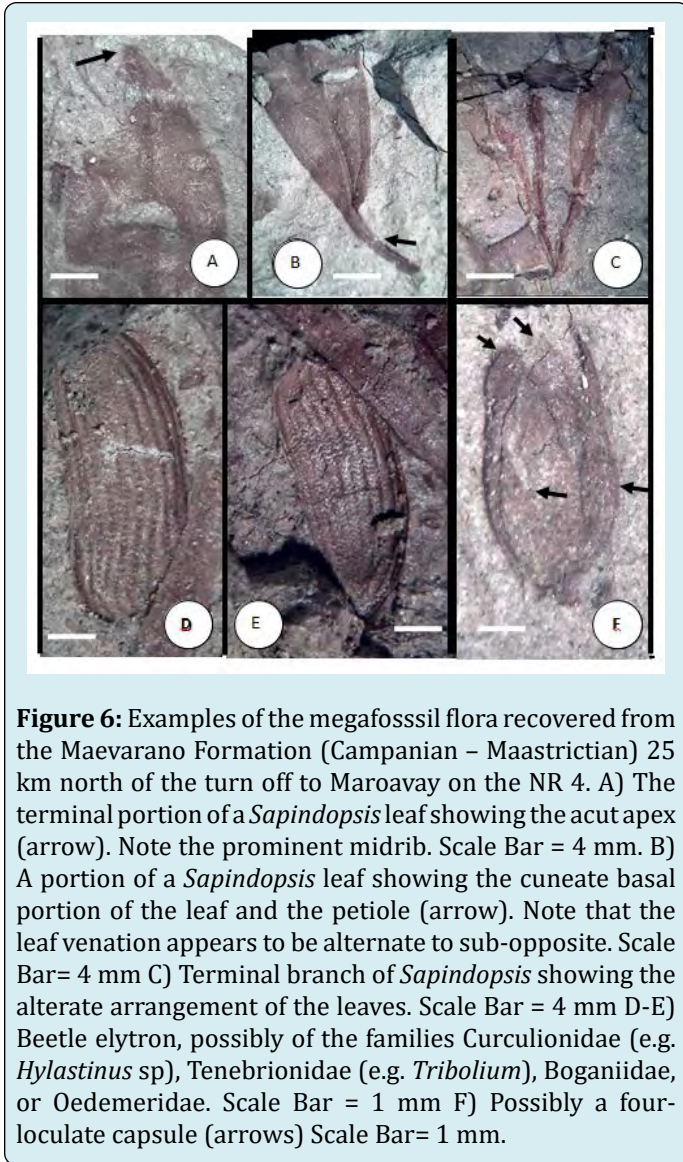 A
B
C
D
E
F
Figure 6: Examples of the megafosssil flora recovered from
the Maevarano Formation (Campanian – Maastrictian) 25
km north of the turn off to Maroavay on the NR 4. A) The
terminal portion of a Sapindopsis leaf showing the acut apex
(arrow). Note the prominent midrib. Scale Bar = 4 mm. B)
A portion of a Sapindopsis leaf showing the cuneate basal
portion of the leaf and the petiole (arrow). Note that the
leaf venation appears to be alternate to sub-opposite. Scale
Bar= 4 mm C) Terminal branch of Sapindopsis showing the
alterate arrangement of the leaves. Scale Bar = 4 mm D-E)
Beetle elytron, possibly of the families Curculionidae (e.g.
Hylastinus sp), Tenebrionidae (e.g. Tribolium), Boganiidae,
or Oedemeridae. Scale Bar = 1 mm F) Possibly a four-
loculate capsule (arrows) Scale Bar= 1 mm.